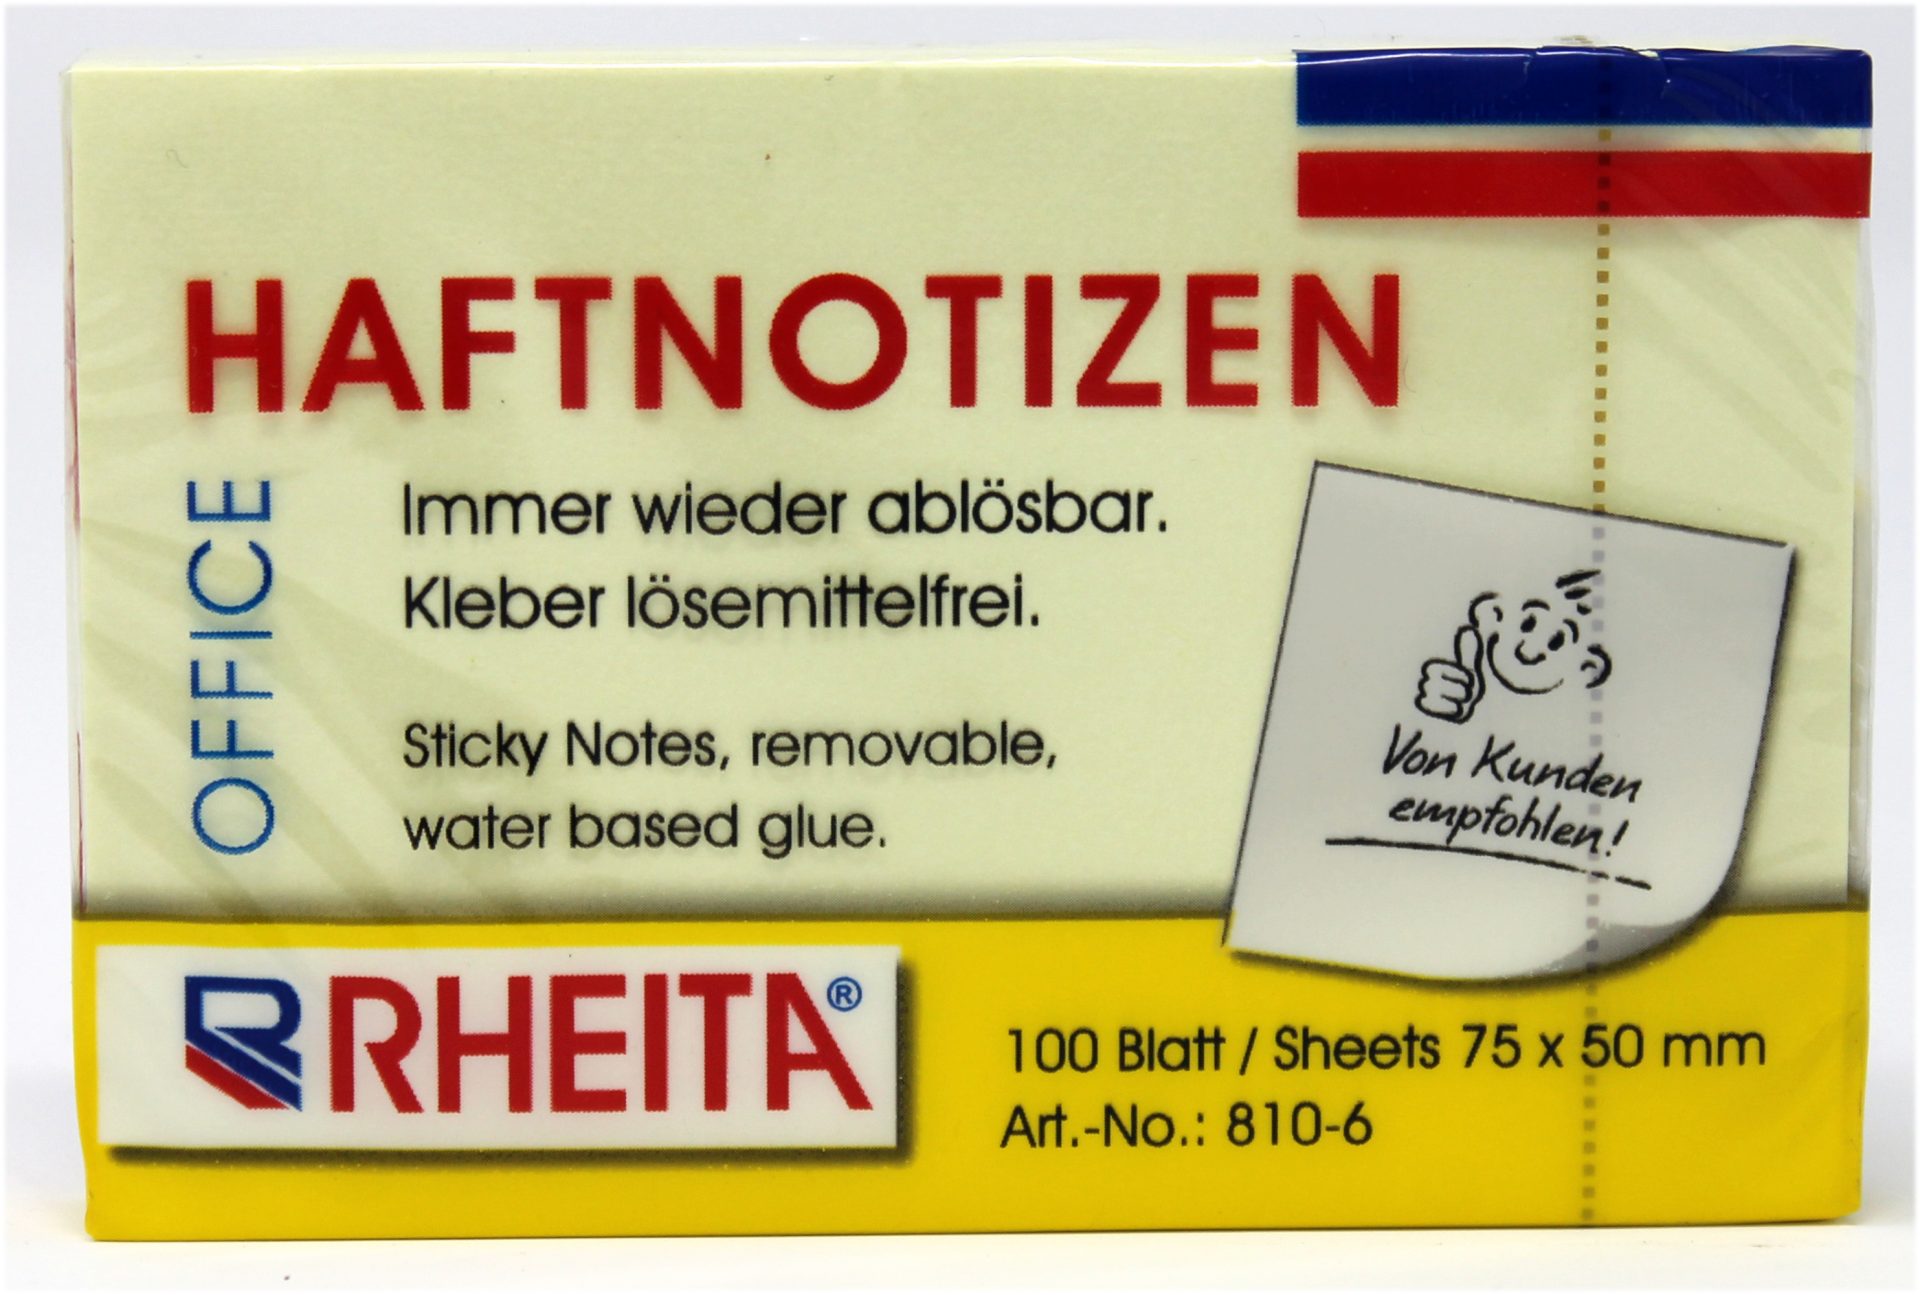 HAFTNOTIZEN
OFFICE
Immer wieder ablösbar.
Kleber lösemittelfrei.
Sticky Notes, removable,
water based glue.
Von Kunden
empfohlen!
RHEITA®
100 Blatt / Sheets 75 x 50 mm
Art.-No.: 810-6